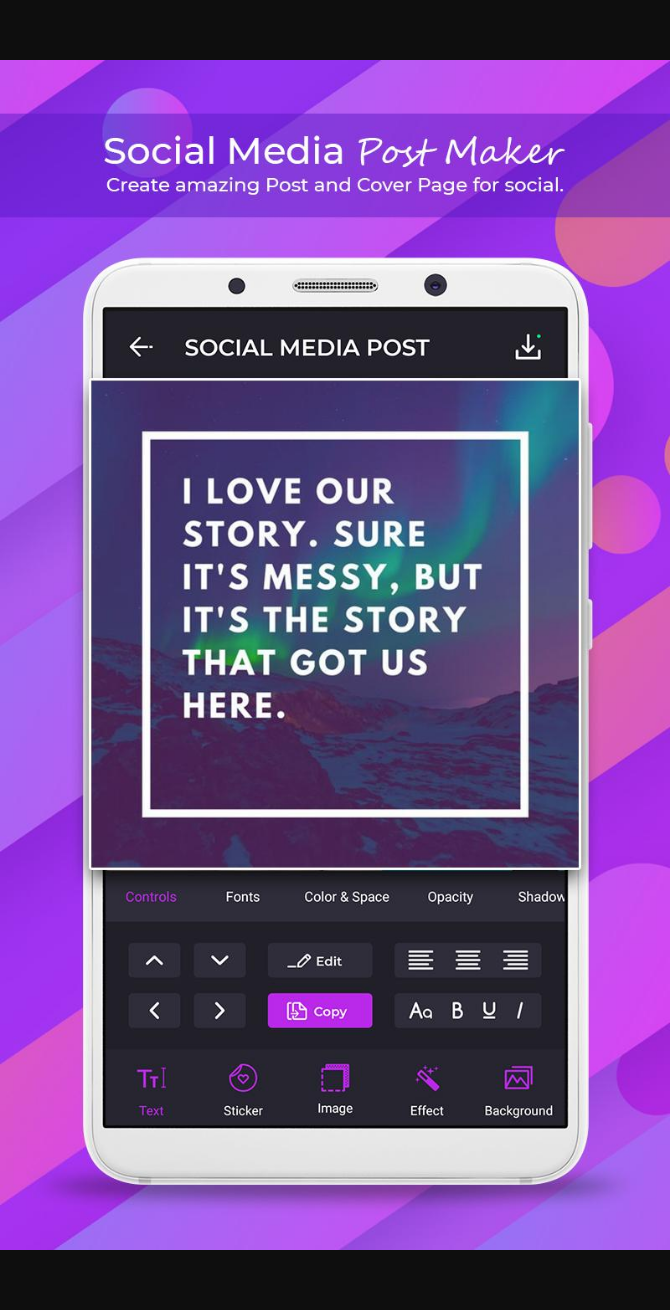 Social Media Post Maker
Create amazing Post and Cover Page for social.
SOCIAL MEDIA POST
I LOVE OUR
STORY. SURE
IT'S MESSY, BUT
IT'S THE STORY
THAT GOT US
HERE.
Controls Fonts Color & Space Opacity Shadow
Edit
Copy Aa B U I
Text Sticker Image Effect Background